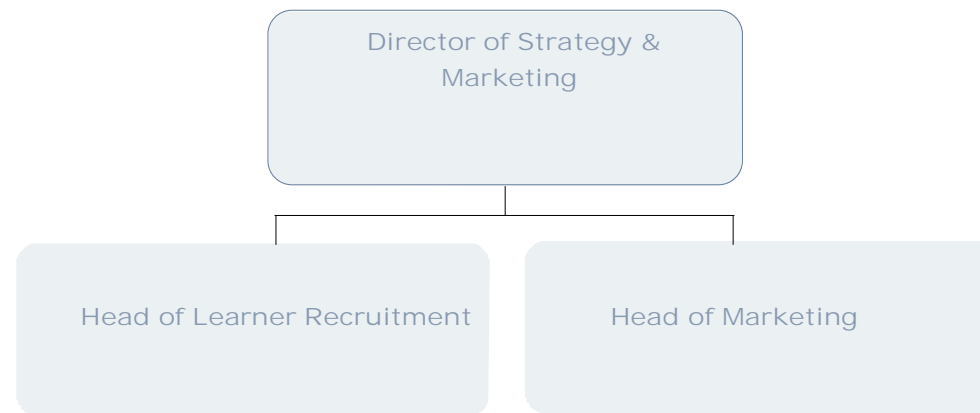 Director of Strategy &
Marketing
Head of Learner Recruitment
Head of Marketing